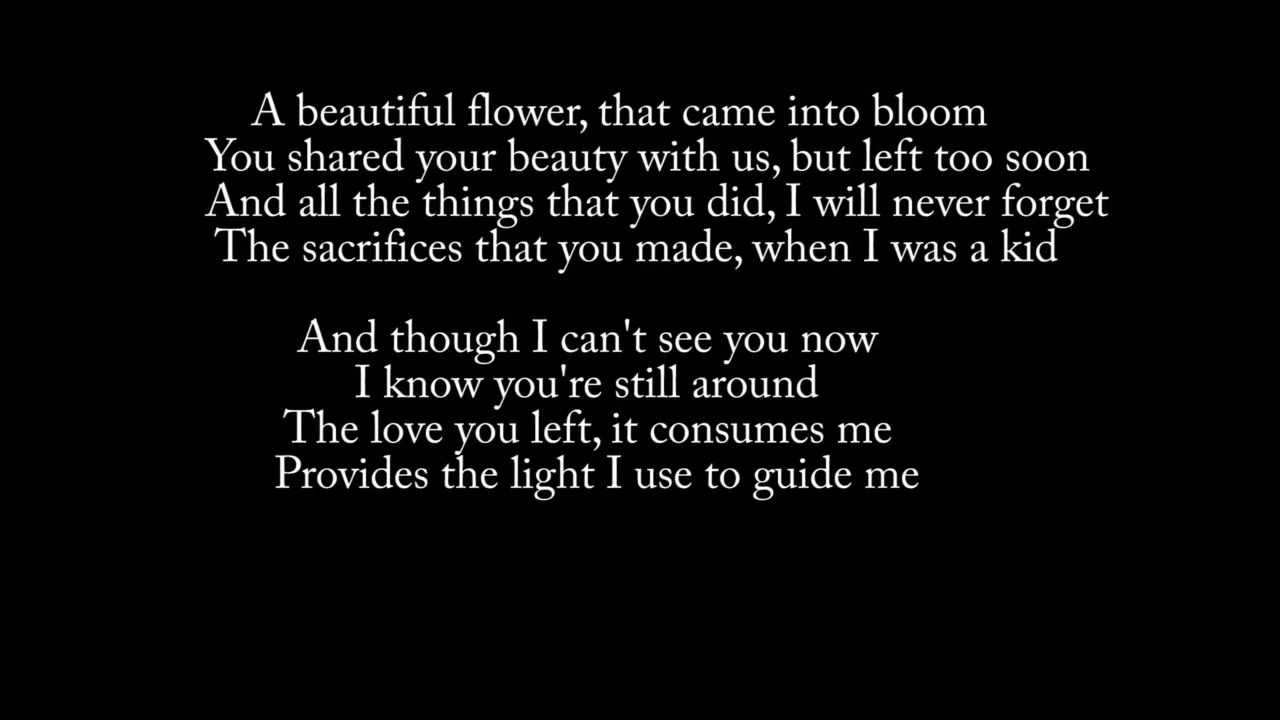 A beautiful flower, that came into bloom
You shared your beauty with us, but left too soon
And all the things that you did, I will never forget
The sacrifices that you made, when I was a kid
And though I can't see you now
I know you're still around
The love you left, it consumes me
Provides the light I use to guide me